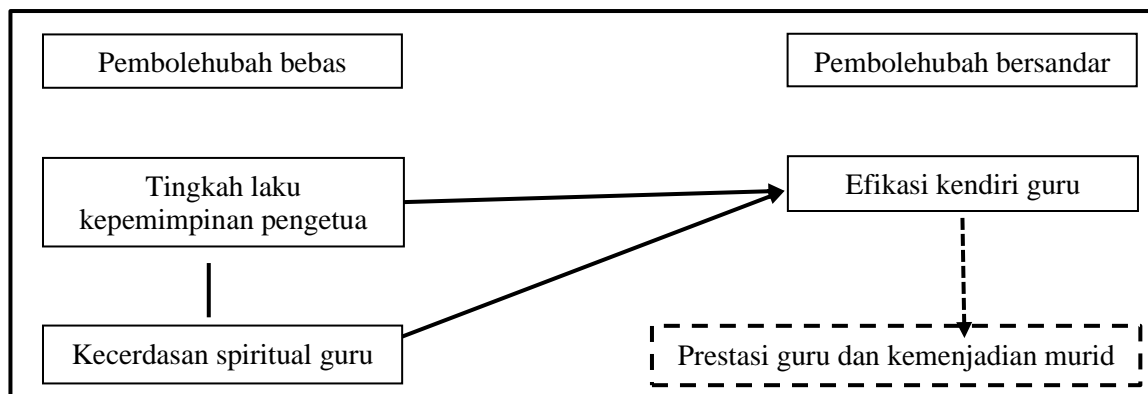 Pembolehubah bebas
Pembolehubah bersandar
Tingkah laku
kepemimpinan pengetua
Efikasi kendiri guru
Kecerdasan spiritual guru
Prestasi guru dan kemenjadian murid